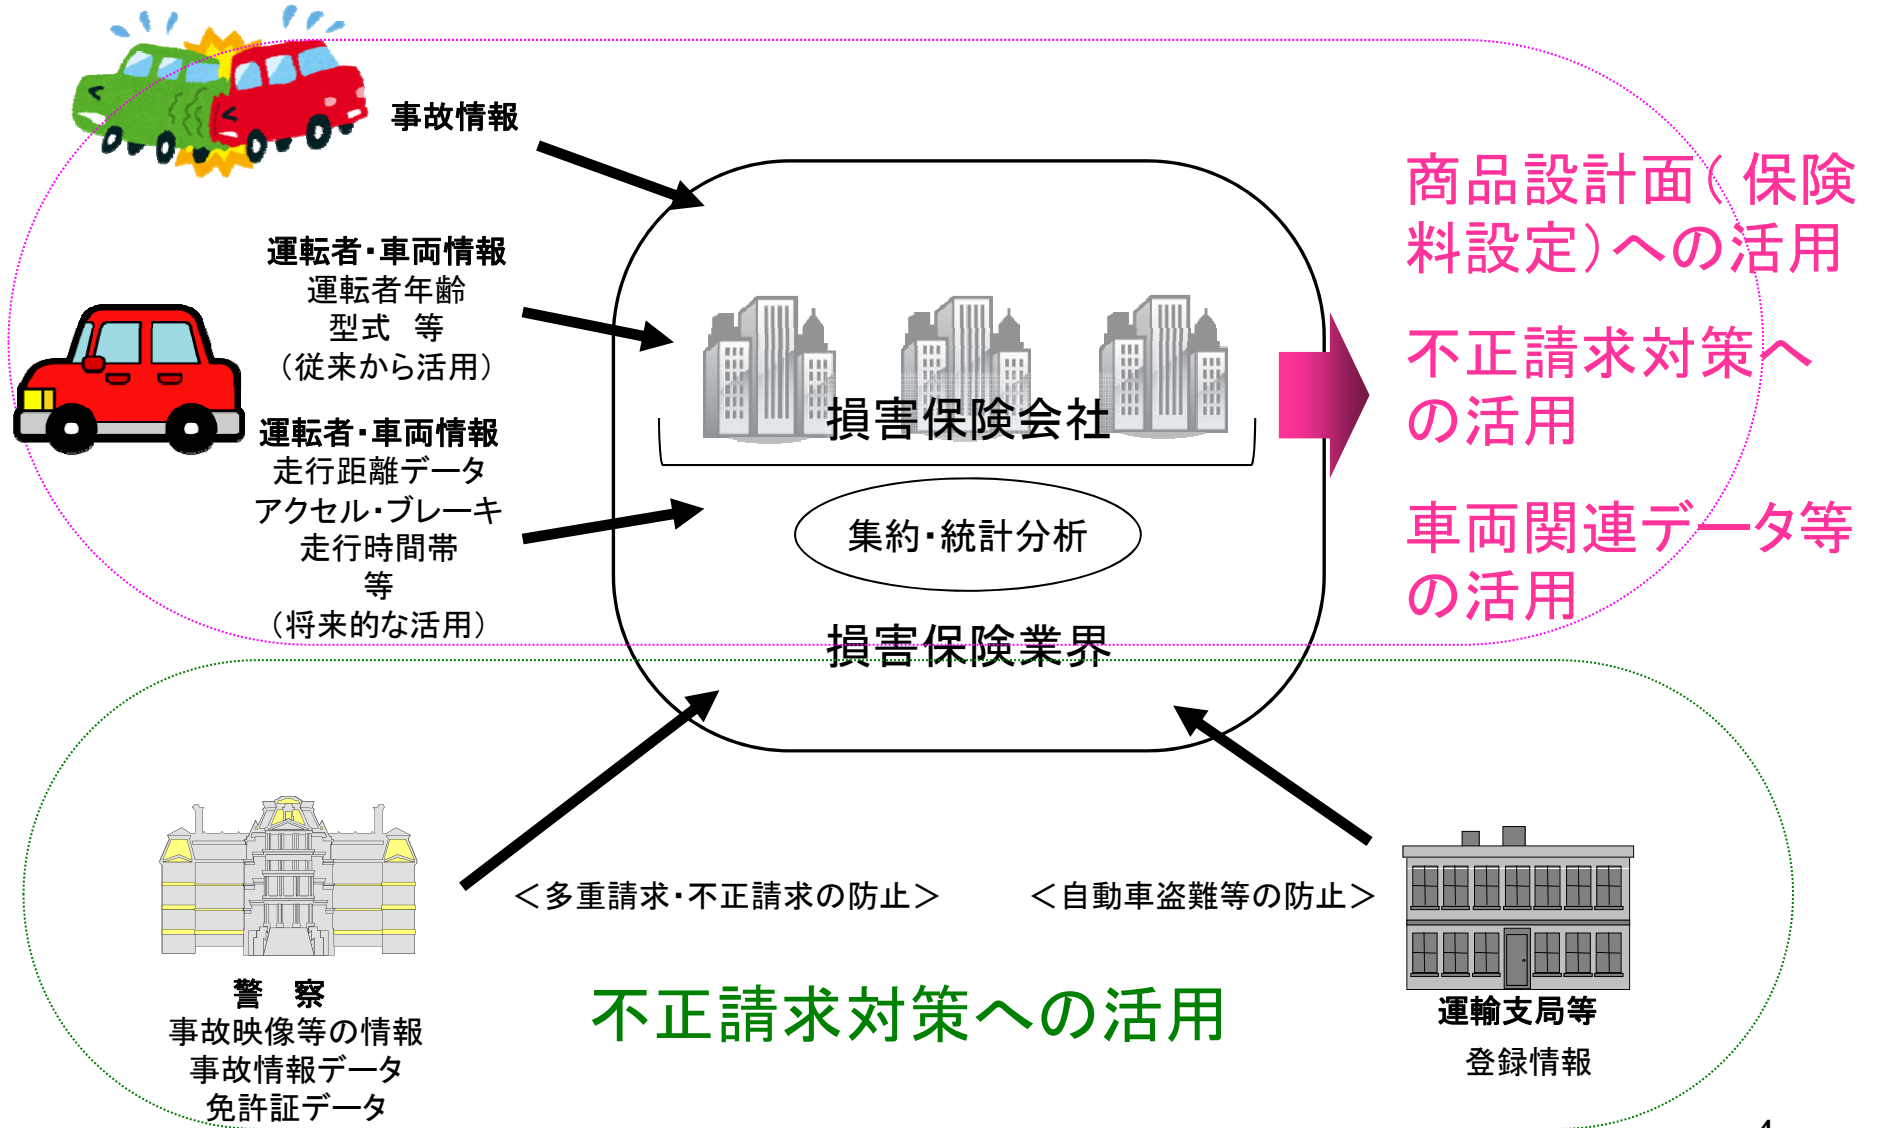 事故情報
運転者・車両情報
運転者年齢
型式　等
（従来から活用）
運転者・車両情報
走行距離データ
アクセル・ブレーキ
走行時間帯
等
（将来的な活用）
損害保険会社
集約・統計分析
損害保険業界
商品設計面（保険
料設定）への活用
不正請求対策へ
の活用
車両関連データ等
の活用
＜多重請求・不正請求の防止＞
＜自動車盗難等の防止＞
不正請求対策への活用
警　察
事故映像等の情報
事故情報データ
免許証データ
運輸支局等
登録情報